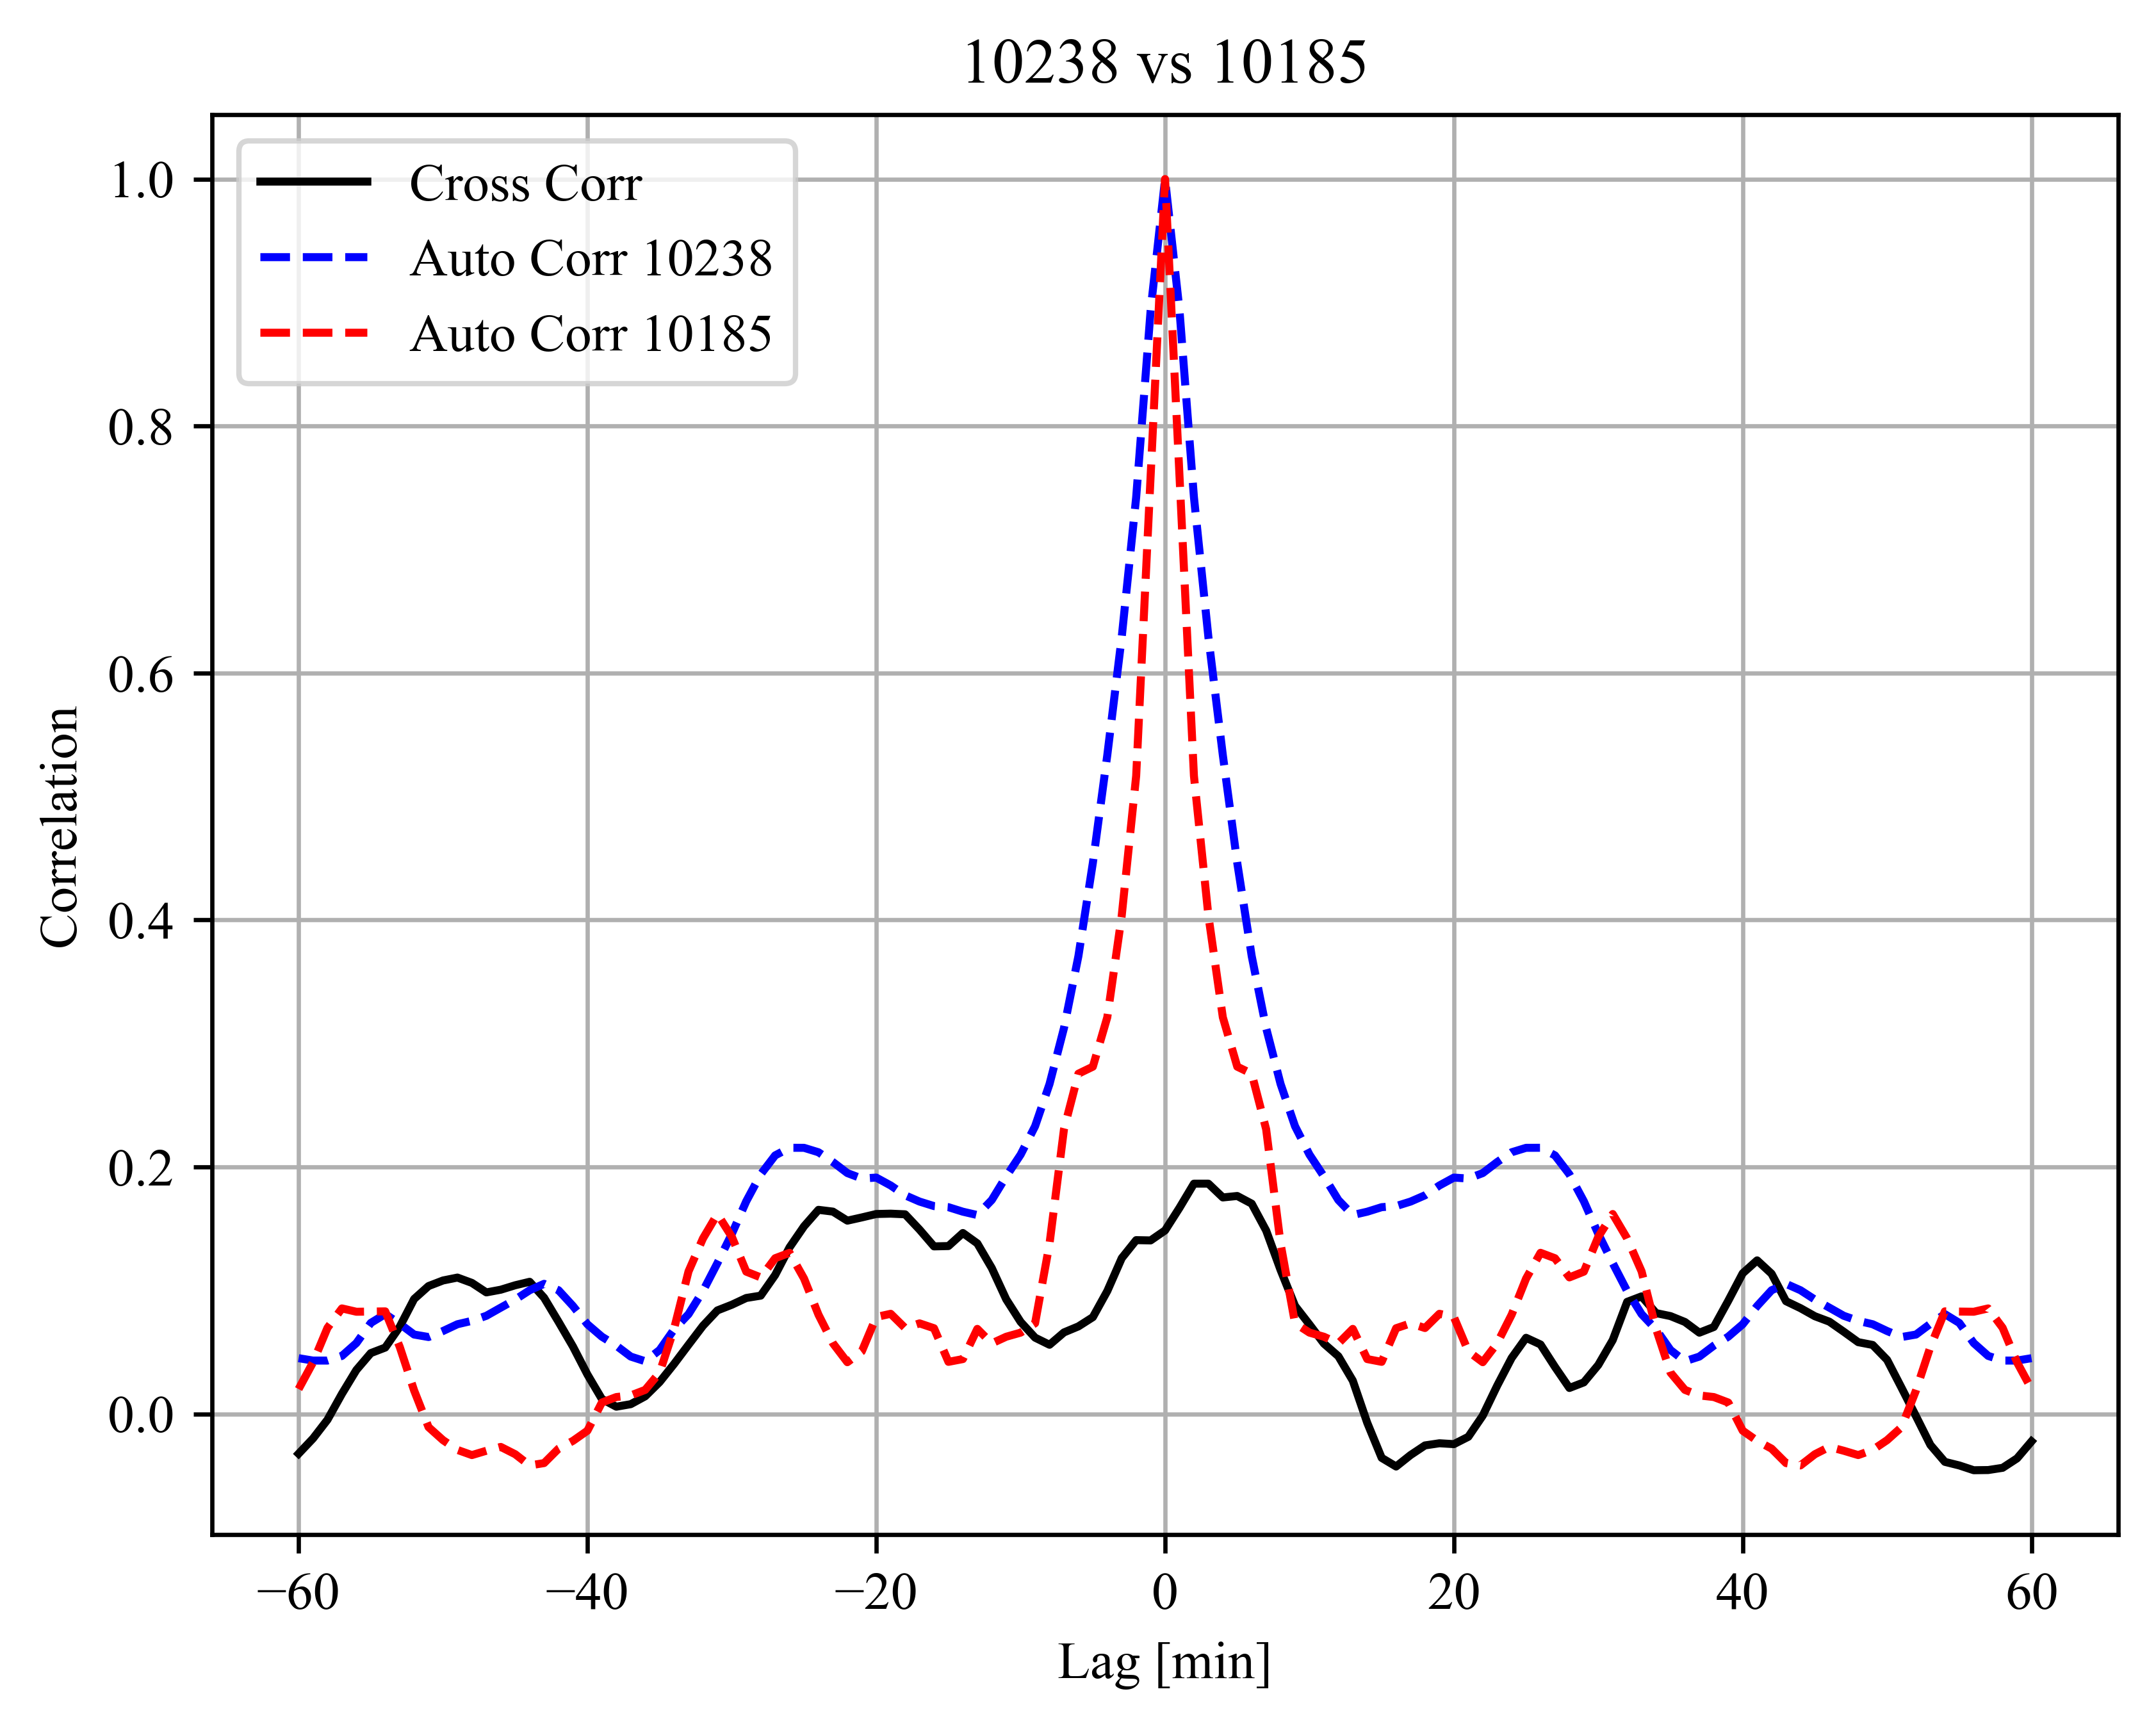 10238 vs 10185
Cross Corr
Auto Corr 10238
Auto Corr 10185
1.0
0.8
0.6
0.4
0.2
0.0
Correlation
−60 −40 −20 0 20 40 60
Lag [min]